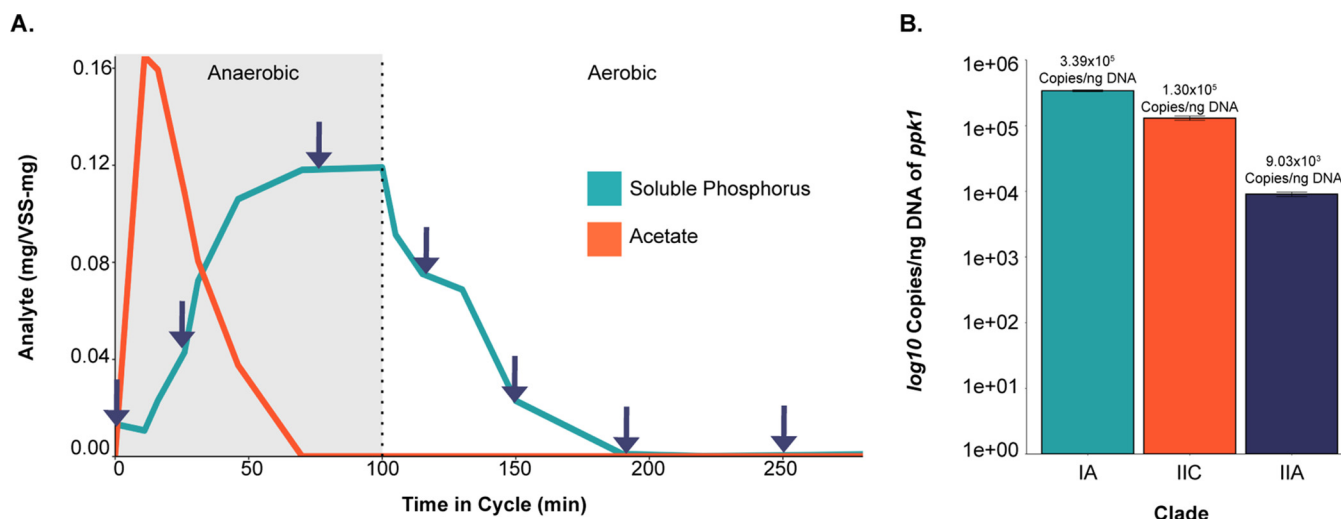 A.
Analyte (mg/VSS-mg)
0.16
0.12
0.08
0.04
0.00
Anaerobic
Aerobic
Soluble Phosphorus
Acetate
0
50
100
150
200
250
Time in Cycle (min)
B.
log10 Copies/ng DNA of ppk1
1e+06
1e+05
1e+04
1e+03
1e+02
1e+01
1e+00
3.39x10⁵
Copies/ng DNA
1.30x10⁵
Copies/ng DNA
9.03x10³
Copies/ng DNA
IA
IIC
IIA
Clade